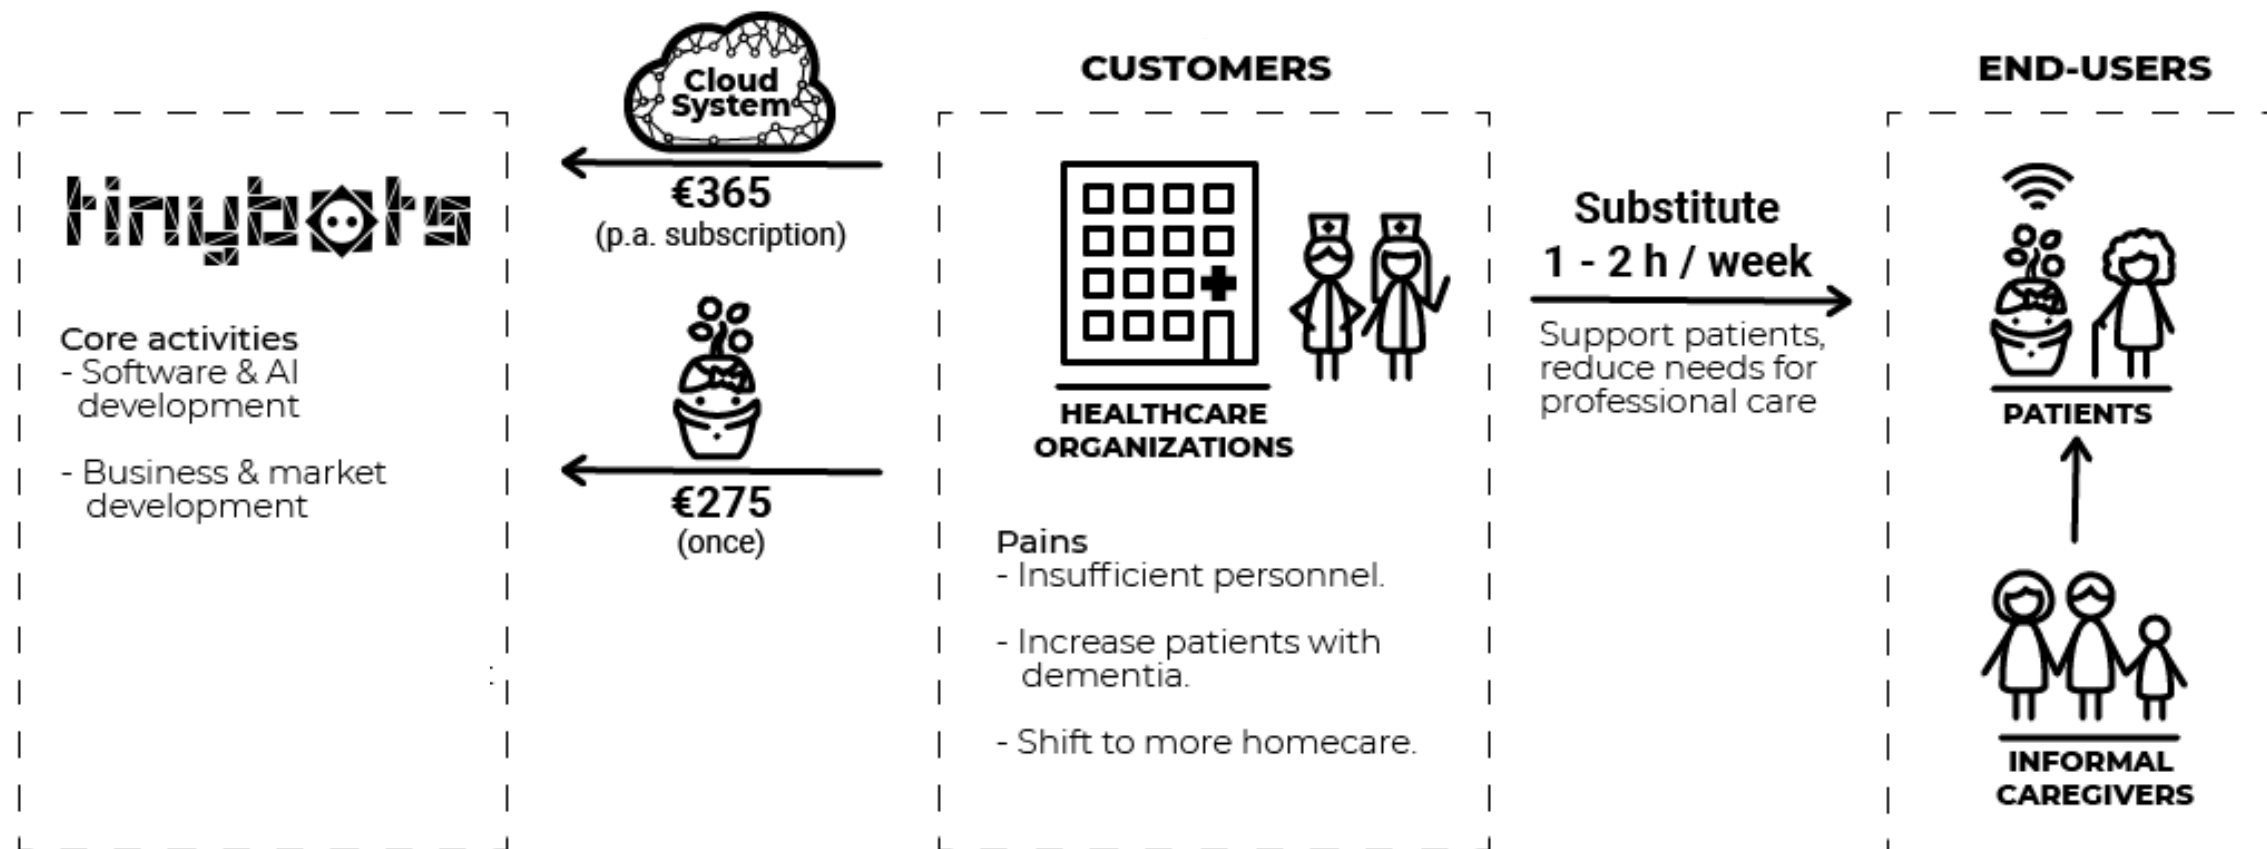 tinybots
Core activities
- Software & AI
development
- Business & market
development
Cloud
System
€365
(p.a. subscription)
€275
(once)
CUSTOMERS
HEALTHCARE
ORGANIZATIONS
Pains
- Insufficient personnel.
- Increase patients with
dementia.
- Shift to more homecare.
Substitute
1 - 2 h / week
Support patients,
reduce needs for
professional care
END-USERS
PATIENTS
INFORMAL
CAREGIVERS